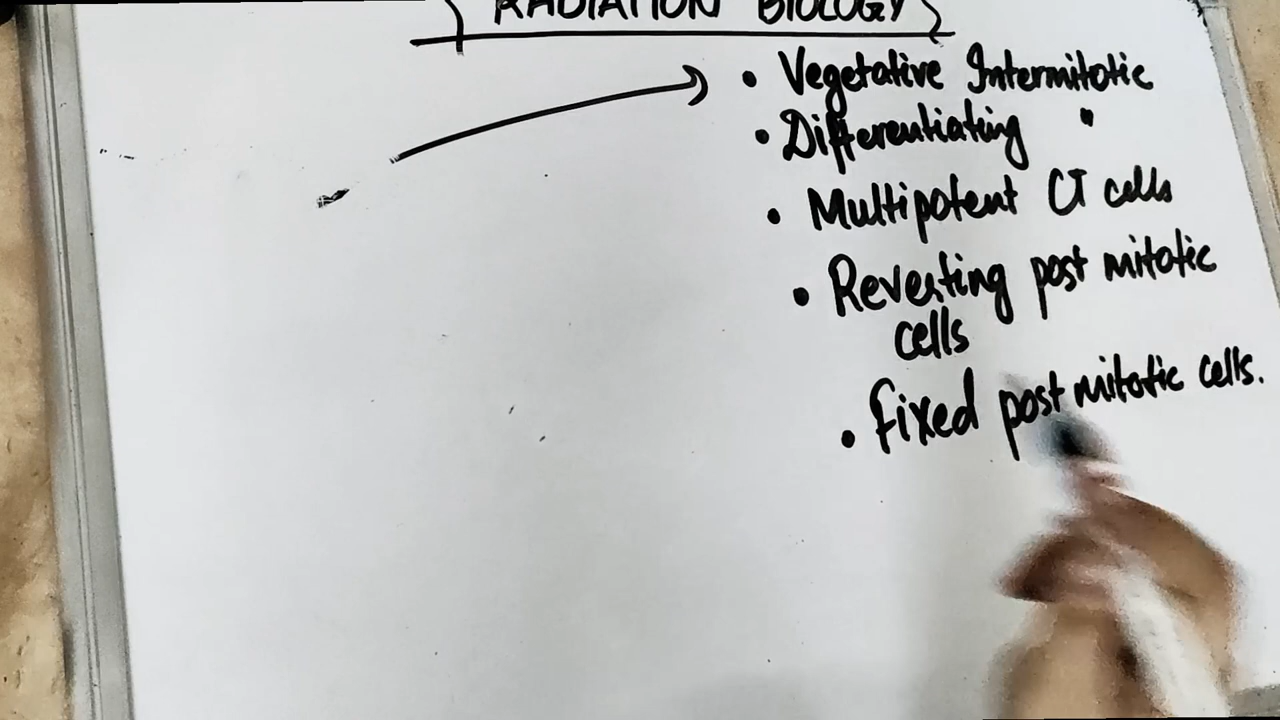 RADIATION BIOLOGY
• Vegetative Intermitotic
• Differentiating "
• Multipotent CT cells
• Reverting post mitotic
cells
• Fixed post mitotic cells.